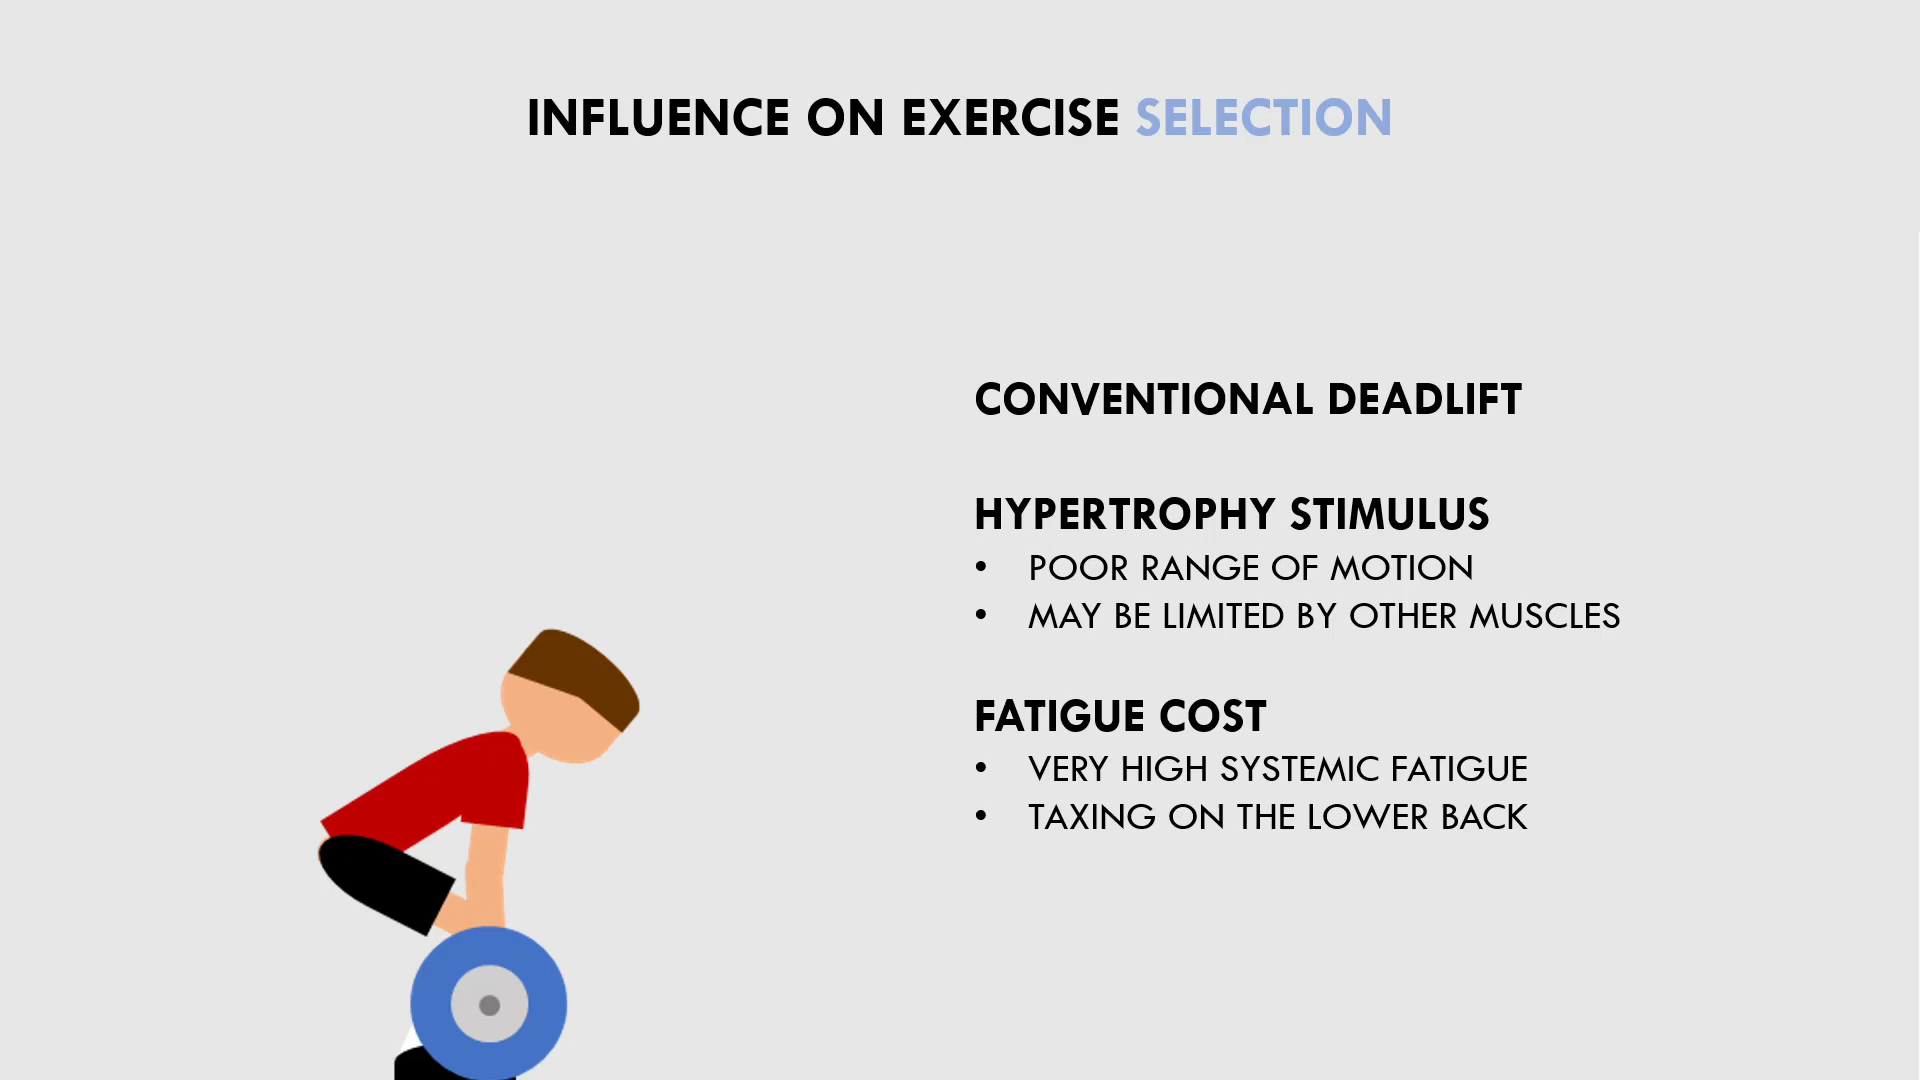 INFLUENCE ON EXERCISE SELECTION
CONVENTIONAL DEADLIFT
HYPERTROPHY STIMULUS
• POOR RANGE OF MOTION
• MAY BE LIMITED BY OTHER MUSCLES
FATIGUE COST
• VERY HIGH SYSTEMIC FATIGUE
• TAXING ON THE LOWER BACK